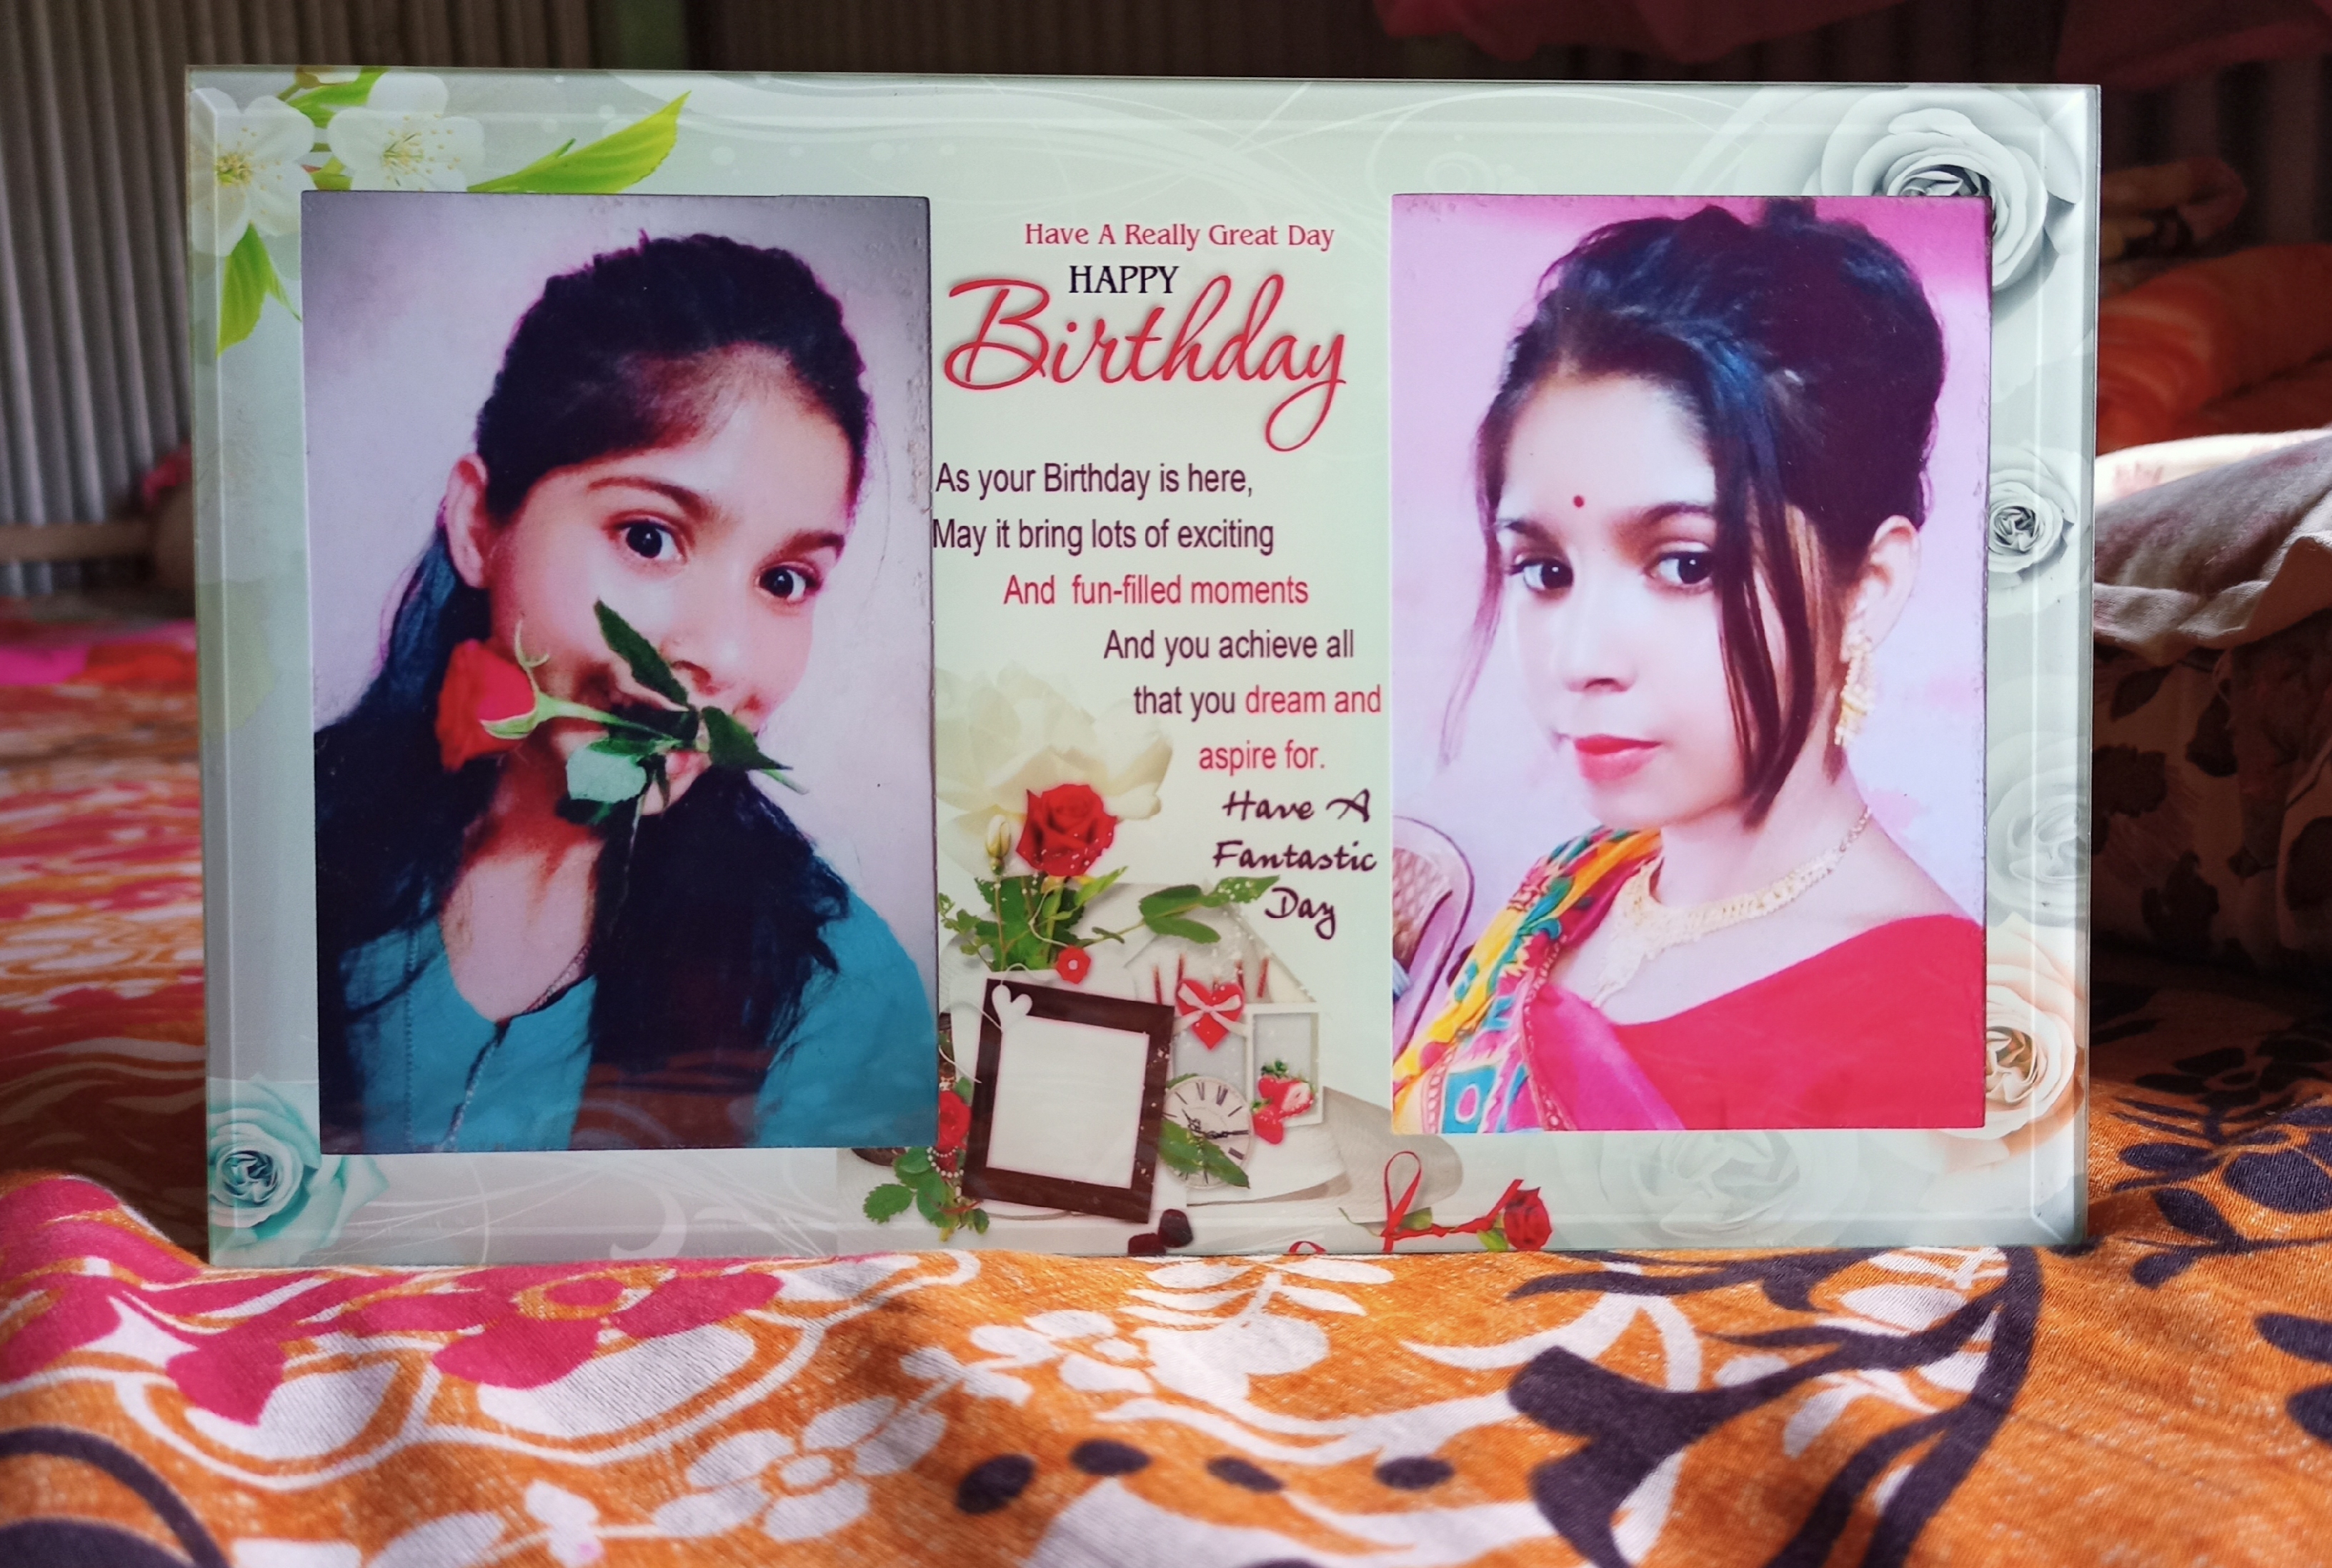 Have A Really Great Day
HAPPY
Birthday
As your Birthday is here,
May it bring lots of exciting
And fun-filled moments
And you achieve all
that you dream and
aspire for.
Have A
Fantastic
Day